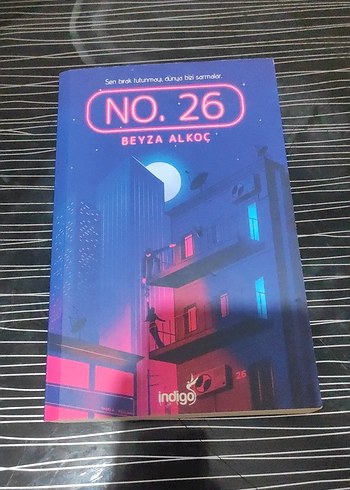 Sen bırak tutunmayı, dünya bizi sarmalar.
NO. 26
BEYZA ALKOÇ
26
indigo